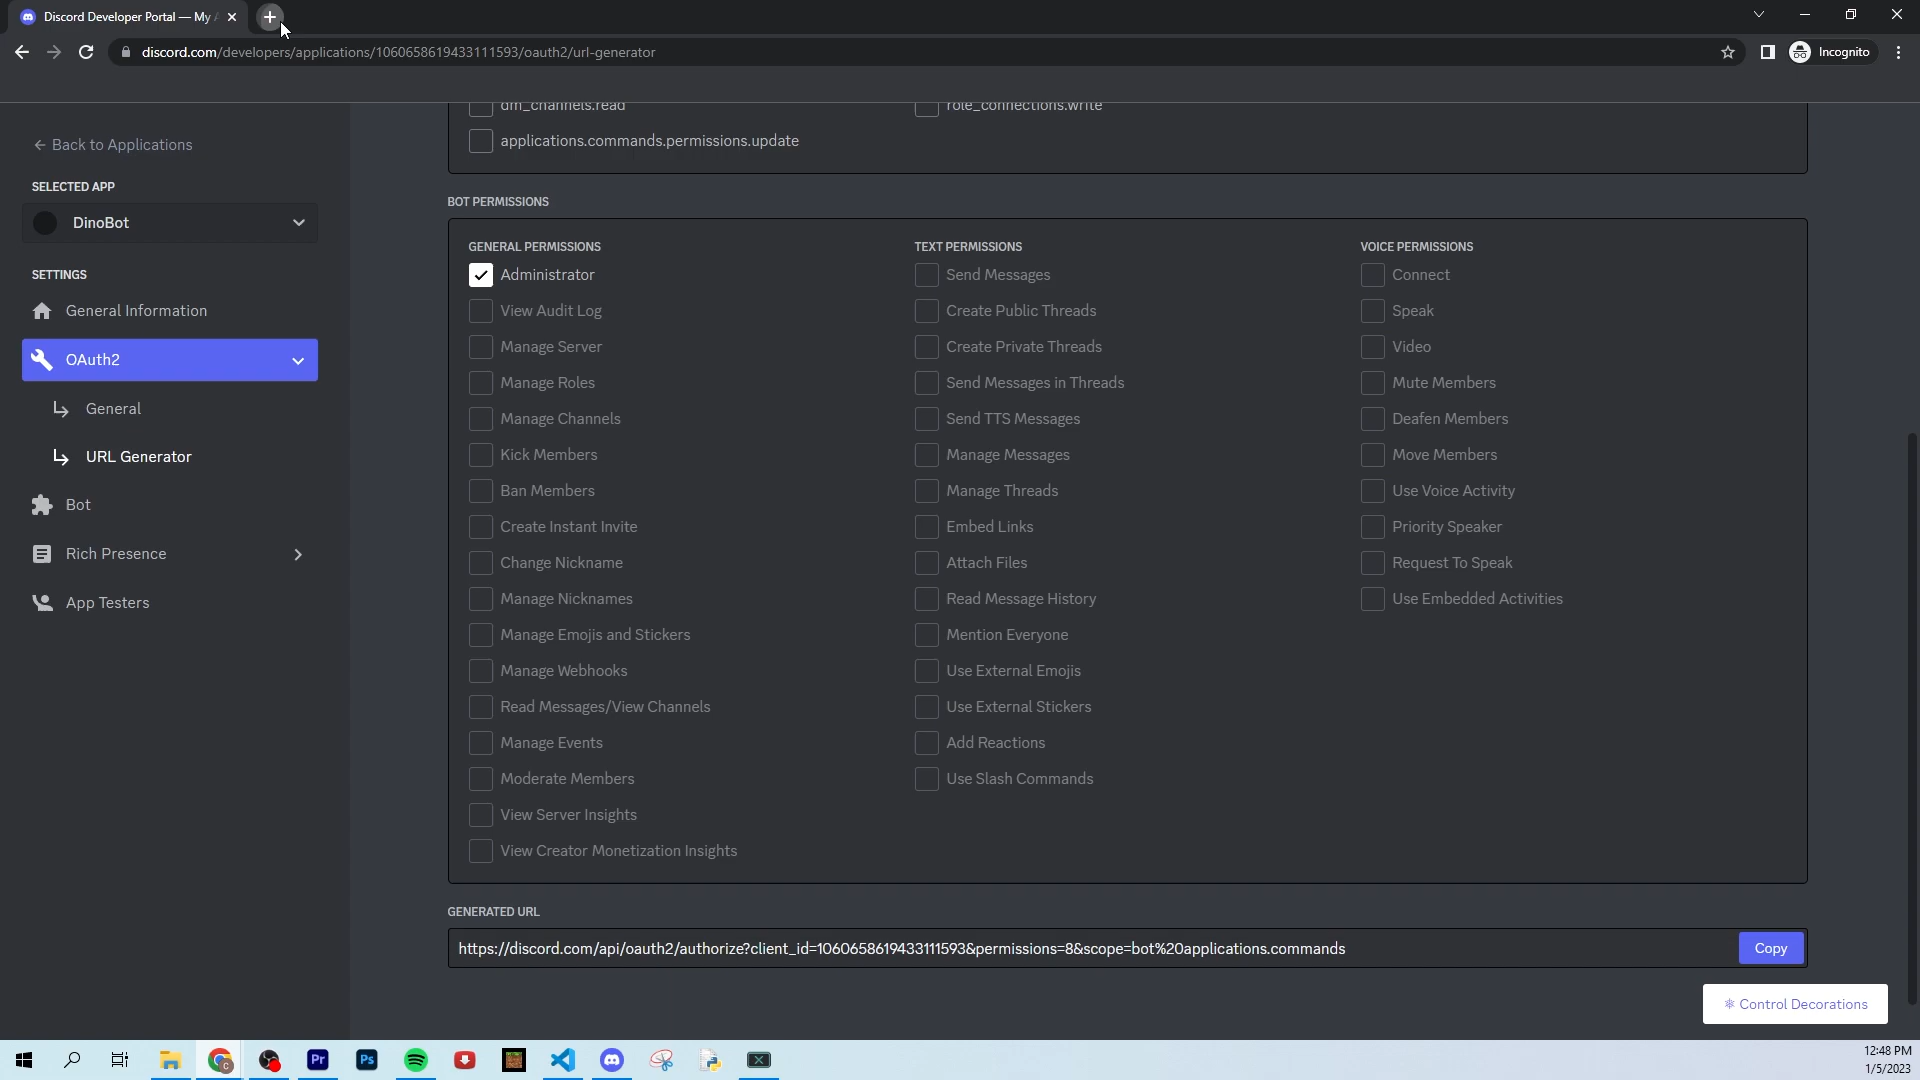 Discord Developer Portal — My A
discord.com/developers/applications/1060658619433111593/oauth2/url-generator
Incognito
dm_channels.read
role_connections.write
applications.commands.permissions.update
← Back to Applications
SELECTED APP
DinoBot
SETTINGS
General Information
OAuth2
General
URL Generator
Bot
Rich Presence
App Testers
BOT PERMISSIONS
GENERAL PERMISSIONS
Administrator
View Audit Log
Manage Server
Manage Roles
Manage Channels
Kick Members
Ban Members
Create Instant Invite
Change Nickname
Manage Nicknames
Manage Emojis and Stickers
Manage Webhooks
Read Messages/View Channels
Manage Events
Moderate Members
View Server Insights
View Creator Monetization Insights
TEXT PERMISSIONS
Send Messages
Create Public Threads
Create Private Threads
Send Messages in Threads
Send TTS Messages
Manage Messages
Manage Threads
Embed Links
Attach Files
Read Message History
Mention Everyone
Use External Emojis
Use External Stickers
Add Reactions
Use Slash Commands
VOICE PERMISSIONS
Connect
Speak
Video
Mute Members
Deafen Members
Move Members
Use Voice Activity
Priority Speaker
Request To Speak
Use Embedded Activities
GENERATED URL
https://discord.com/api/oauth2/authorize?client_id=1060658619433111593&permissions=8&scope=bot%20applications.commands
Copy
Control Decorations
C
Pr
Ps
12:48 PM
1/5/2023